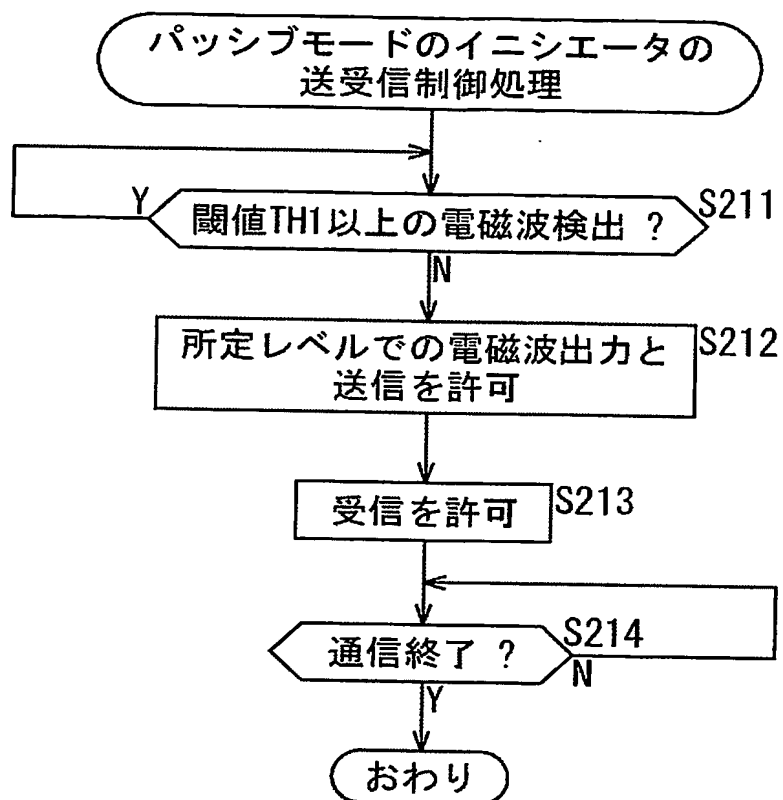 パッシブモードのイニシエータの
送受信制御処理
Y
閾値TH1以上の電磁波検出 ?
S211
N
所定レベルでの電磁波出力と
送信を許可
S212
受信を許可
S213
通信終了 ?
S214
N
Y
おわり